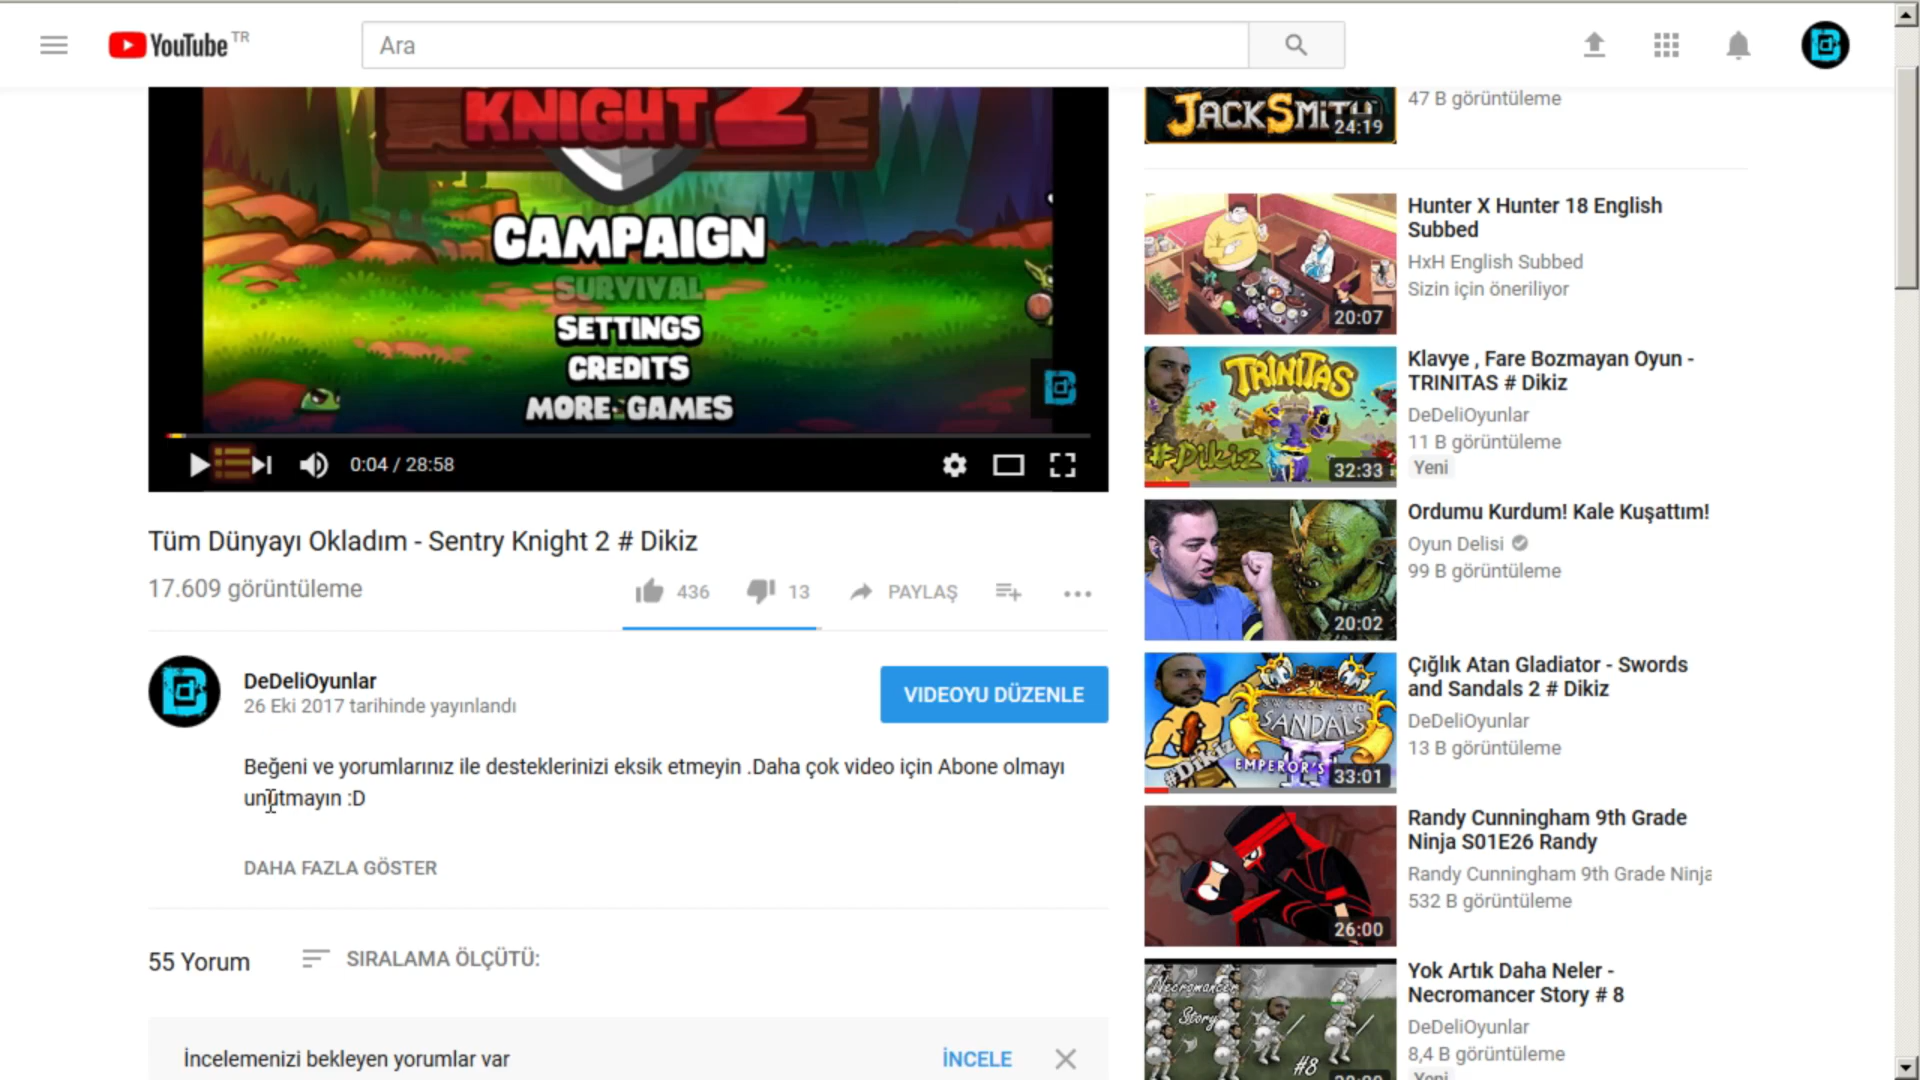 YouTube TR
Ara
KNIGHT 2
CAMPAIGN
SURVIVAL
SETTINGS
CREDITS
MORE GAMES
0:04 / 28:58
Tüm Dünyayı Okladım - Sentry Knight 2 # Dikiz
17.609 görüntüleme
436
13
PAYLAŞ
DeDeliOyunlar
26 Eki 2017 tarihinde yayınlandı
VIDEOYU DÜZENLE
Beğeni ve yorumlarınız ile desteklerinizi eksik etmeyin .Daha çok video için Abone olmayı
unutmayın :D
DAHA FAZLA GÖSTER
55 Yorum
SIRALAMA ÖLÇÜTÜ:
İncelemenizi bekleyen yorumlar var
İNCELE
JACKSMITH
24:19
47 B görüntüleme
20:07
Hunter X Hunter 18 English
Subbed
HxH English Subbed
Sizin için öneriliyor
TRINITAS
#Dikiz
32:33
Klavye , Fare Bozmayan Oyun -
TRINITAS # Dikiz
DeDeliOyunlar
11 B görüntüleme
Yeni
20:02
Ordumu Kurdum! Kale Kuşattım!
Oyun Delisi
99 B görüntüleme
SWORDS AND
SANDALS
II
EMPEROR'S
#Dikiz
33:01
Çığlık Atan Gladiator - Swords
and Sandals 2 # Dikiz
DeDeliOyunlar
13 B görüntüleme
26:00
Randy Cunningham 9th Grade
Ninja S01E26 Randy
Randy Cunningham 9th Grade Ninja
532 B görüntüleme
Necromancer
Story
#8
Yok Artık Daha Neler -
Necromancer Story # 8
DeDeliOyunlar
8,4 B görüntüleme
Yeni